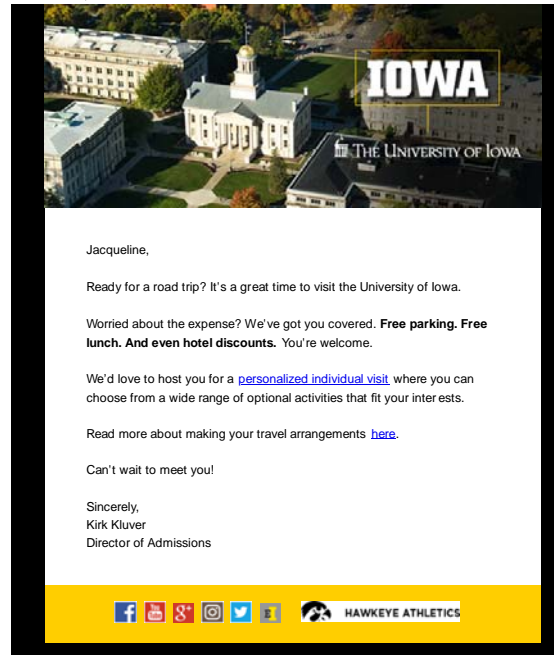 IOWA
THE UNIVERSITY OF IOWA
Jacqueline,
Ready for a road trip? It's a great time to visit the University of Iowa.
Worried about the expense? We've got you covered. Free parking. Free
lunch. And even hotel discounts. You're welcome.
We'd love to host you for a personalized individual visit where you can
choose from a wide range of optional activities that fit your interests.
Read more about making your travel arrangements here.
Can't wait to meet you!
Sincerely,
Kirk Kluver
Director of Admissions
HAWKEYE ATHLETICS